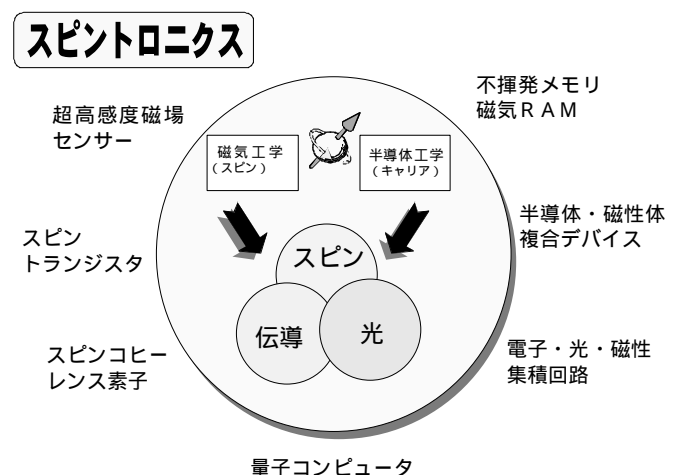 スピントロニクス
超高感度磁場
センサー
不揮発メモリ
磁気ＲＡＭ
磁気工学
（スピン）
半導体工学
（キャリア）
スピン
トランジスタ
半導体・磁性体
複合デバイス
スピン
伝導
光
スピンコヒー
レンス素子
電子・光・磁性
集積回路
量子コンピュータ